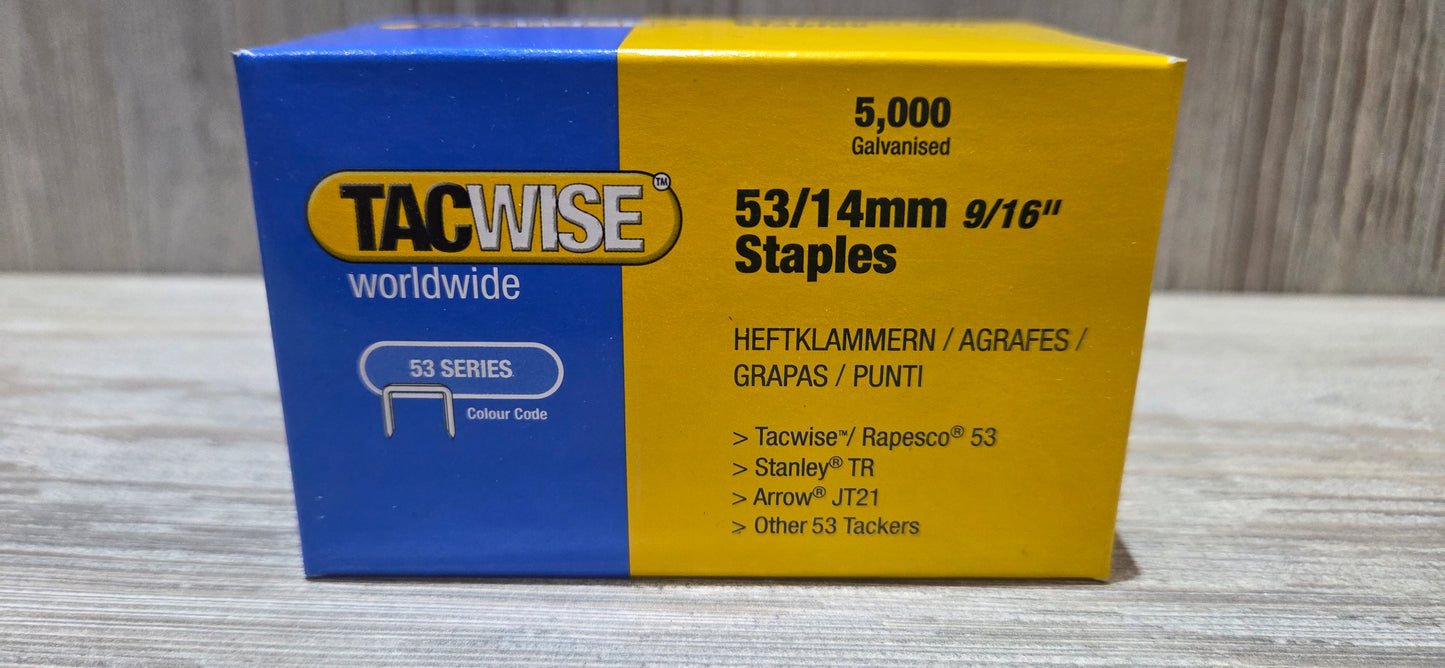 TACWISE™
worldwide
53 SERIES
Colour Code
5,000
Galvanised
53/14mm 9/16"
Staples
HEFTKLAMMERN / AGRAFES /
GRAPAS / PUNTI
> Tacwise™/ Rapesco® 53
> Stanley® TR
> Arrow® JT21
> Other 53 Tackers